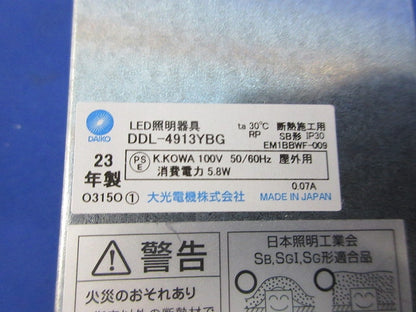 DAIKO
LED照明器具
DDL-4913YBG
ta 30℃ 断熱施工用
RP SB形 IP30
EM1BBWF-009
23
年製
PS
E
K.KOWA 100V 50/60Hz 屋外用
消費電力 5.8W
0.07A
O315O ①
大光電機株式会社
MADE IN JAPAN
警告
火災のおそれあり
日本照明工業会
SB, SGI, SG形適合品